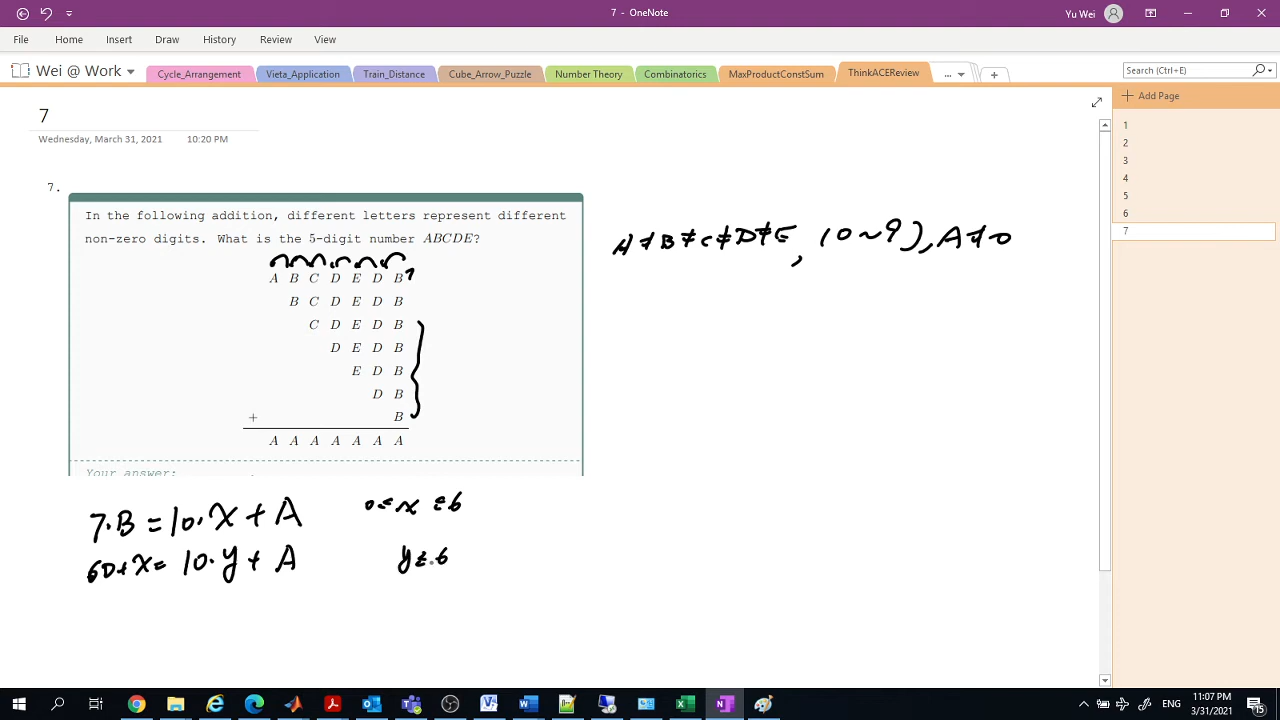 7 - OneNote
Yu Wei
File Home Insert Draw History Review View
Wei @ Work Cycle_Arrangement Vieta_Application Train_Distance Cube_Arrow_Puzzle Number Theory Combinatorics MaxProductConstSum ThinkACEReview ... Search (Ctrl+E)
Add Page
7
Wednesday, March 31, 2021 10:20 PM
1
2
3
4
5
6
7
7.
In the following addition, different letters represent different
non-zero digits. What is the 5-digit number ABCDE?
A≠B≠C≠D≠E, (0~9), A≠0
A B C D E D B
B C D E D B
C D E D B
D E D B
E D B
D B
+ B
A A A A A A A
Your answer:
7·B = 10·X + A 0≤x≤6
6D+X= 10·y + A y≤6
11:07 PM
ENG
3/31/2021
15